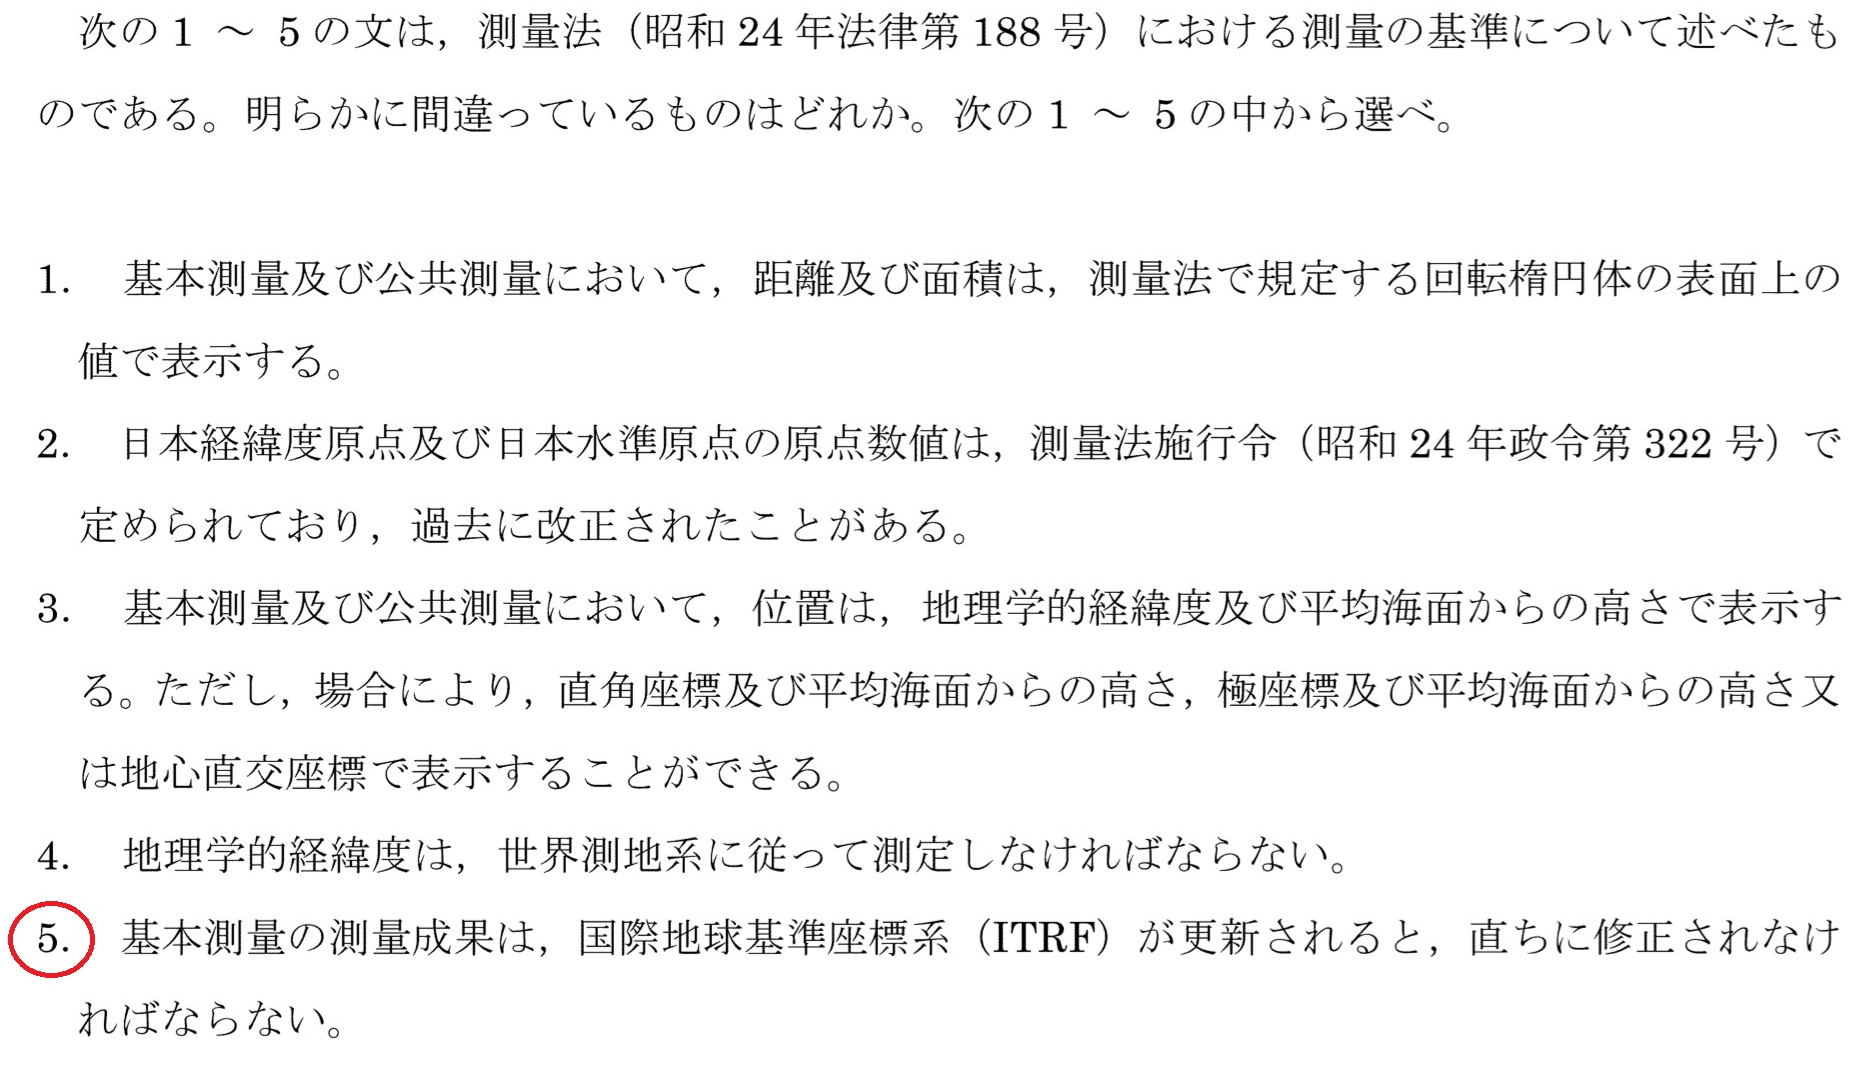 次の1 ～ 5の文は，測量法（昭和24年法律第188号）における測量の基準について述べたも
のである。明らかに間違っているものはどれか。次の1 ～ 5の中から選べ。
1. 基本測量及び公共測量において，距離及び面積は，測量法で規定する回転楕円体の表面上の
値で表示する。
2. 日本経緯度原点及び日本水準原点の原点数値は，測量法施行令（昭和24年政令第322号）で
定められており，過去に改正されたことがある。
3. 基本測量及び公共測量において，位置は，地理学的経緯度及び平均海面からの高さで表示す
る。ただし，場合により，直角座標及び平均海面からの高さ，極座標及び平均海面からの高さ又
は地心直交座標で表示することができる。
4. 地理学的経緯度は，世界測地系に従って測定しなければならない。
5. 基本測量の測量成果は，国際地球基準座標系（ITRF）が更新されると，直ちに修正されなけ
ればならない。